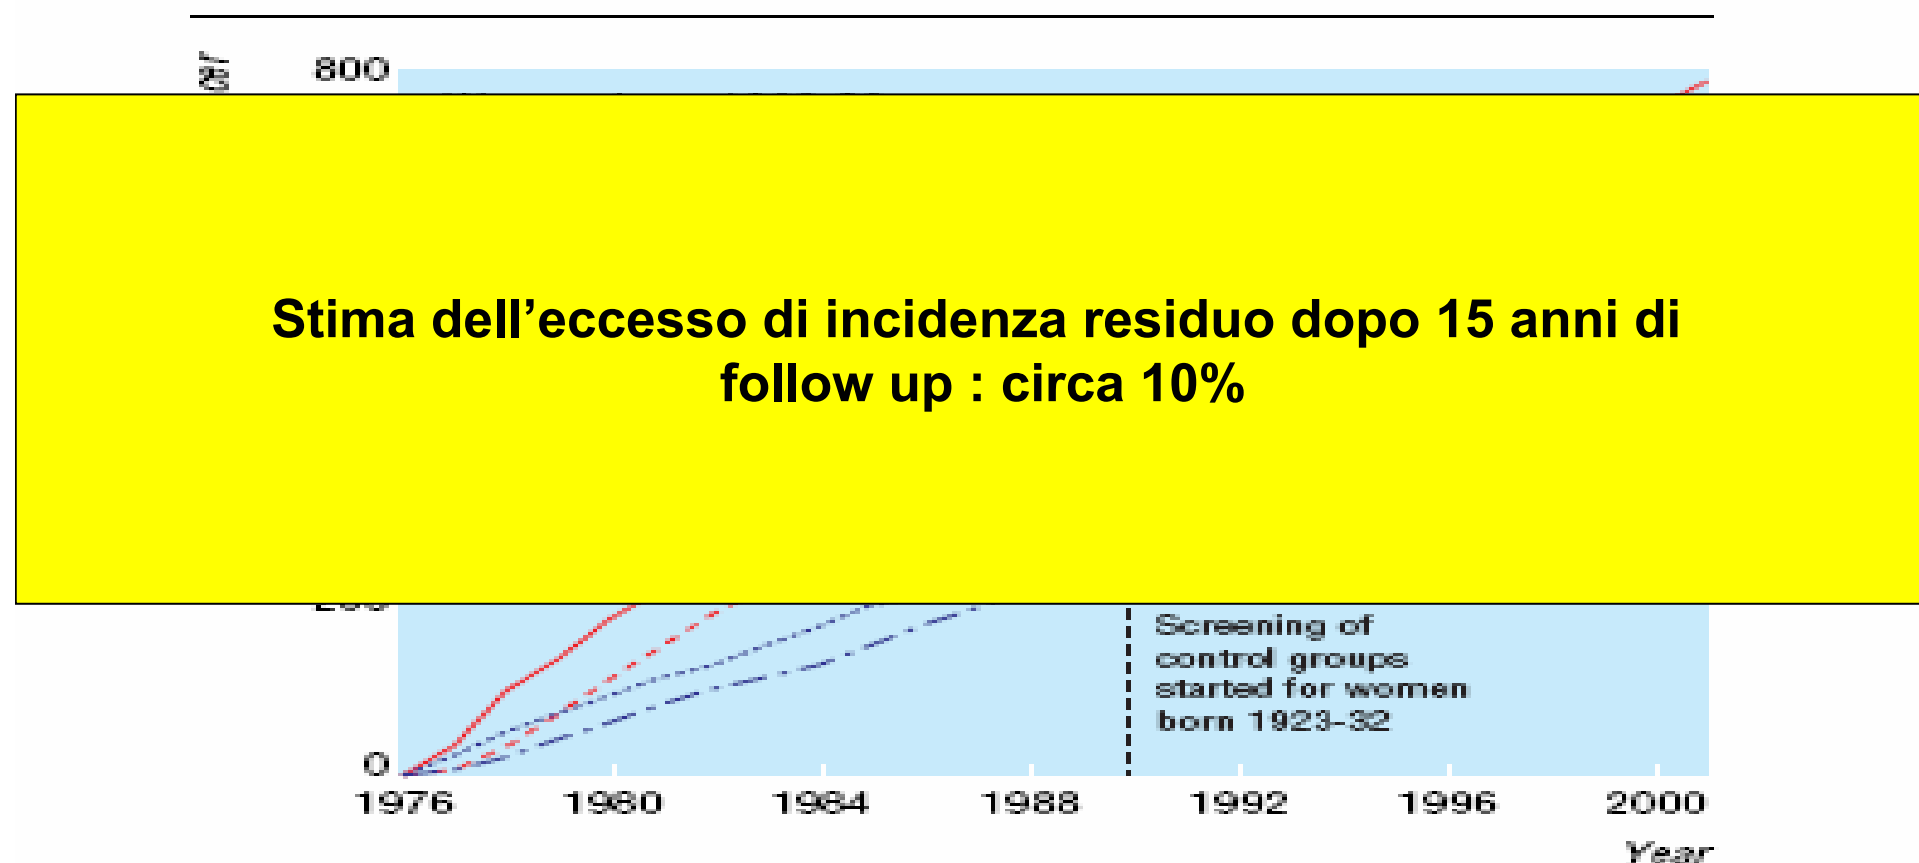 800
Stima dell’eccesso di incidenza residuo dopo 15 anni di
follow up : circa 10%
Screening of
control groups
started for women
born 1923-32
0
1976 1980 1984 1988 1992 1996 2000
Year